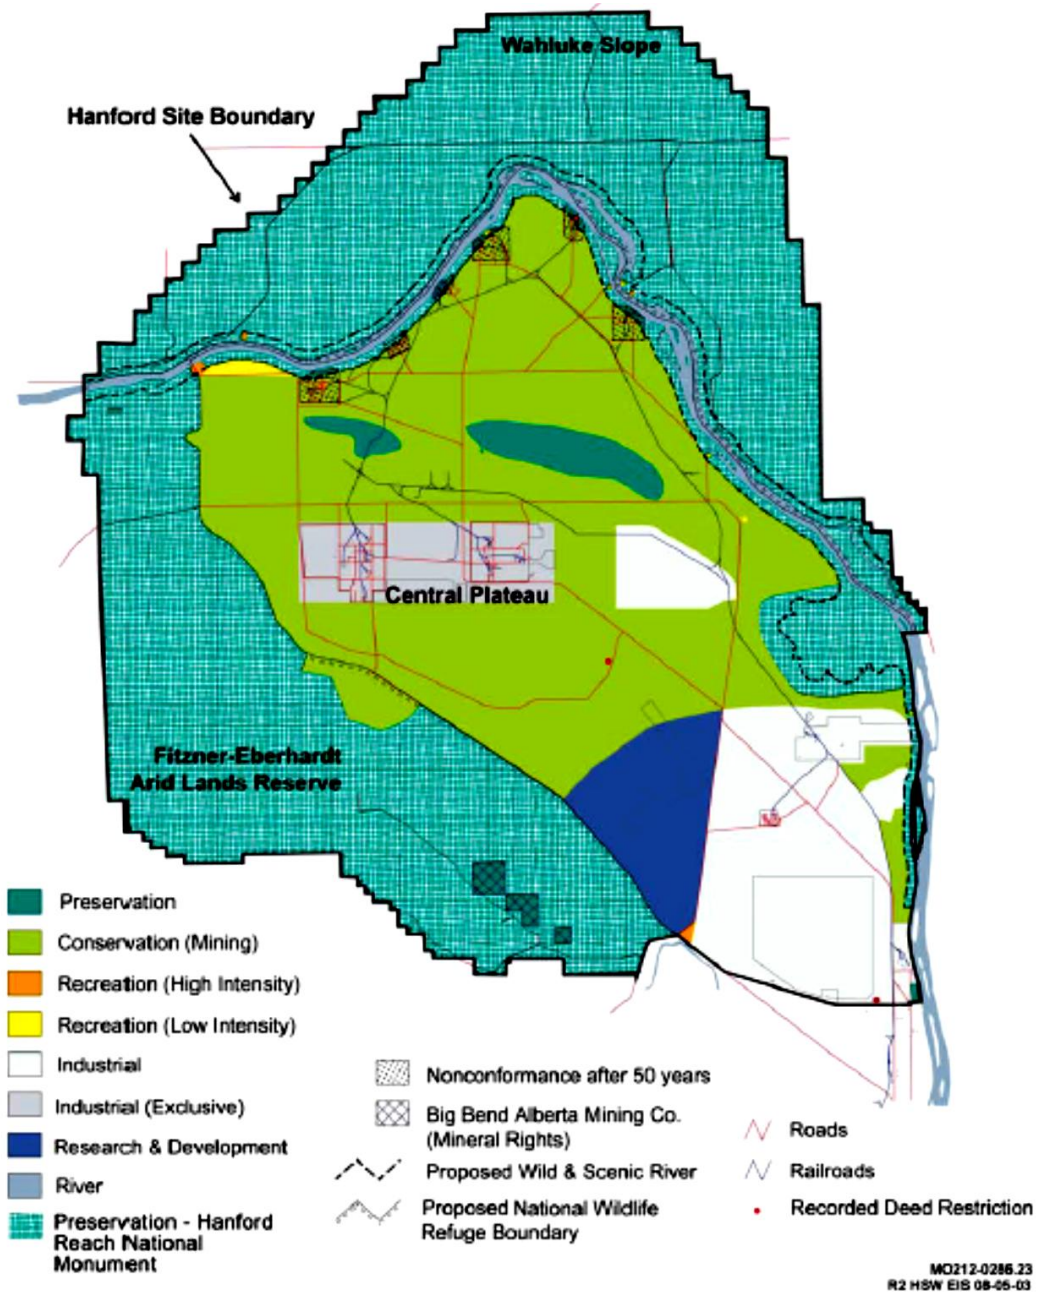 Wahluke Slope
Hanford Site Boundary
Central Plateau
Fitzner-Eberhardt
Arid Lands Reserve
Preservation
Conservation (Mining)
Recreation (High Intensity)
Recreation (Low Intensity)
Industrial
Industrial (Exclusive)
Research & Development
River
Preservation - Hanford
Reach National
Monument
Nonconformance after 50 years
Big Bend Alberta Mining Co.
(Mineral Rights)
Proposed Wild & Scenic River
Proposed National Wildlife
Refuge Boundary
Roads
Railroads
Recorded Deed Restriction
MO212-0286.23
R2 HSW EIS 08-05-03